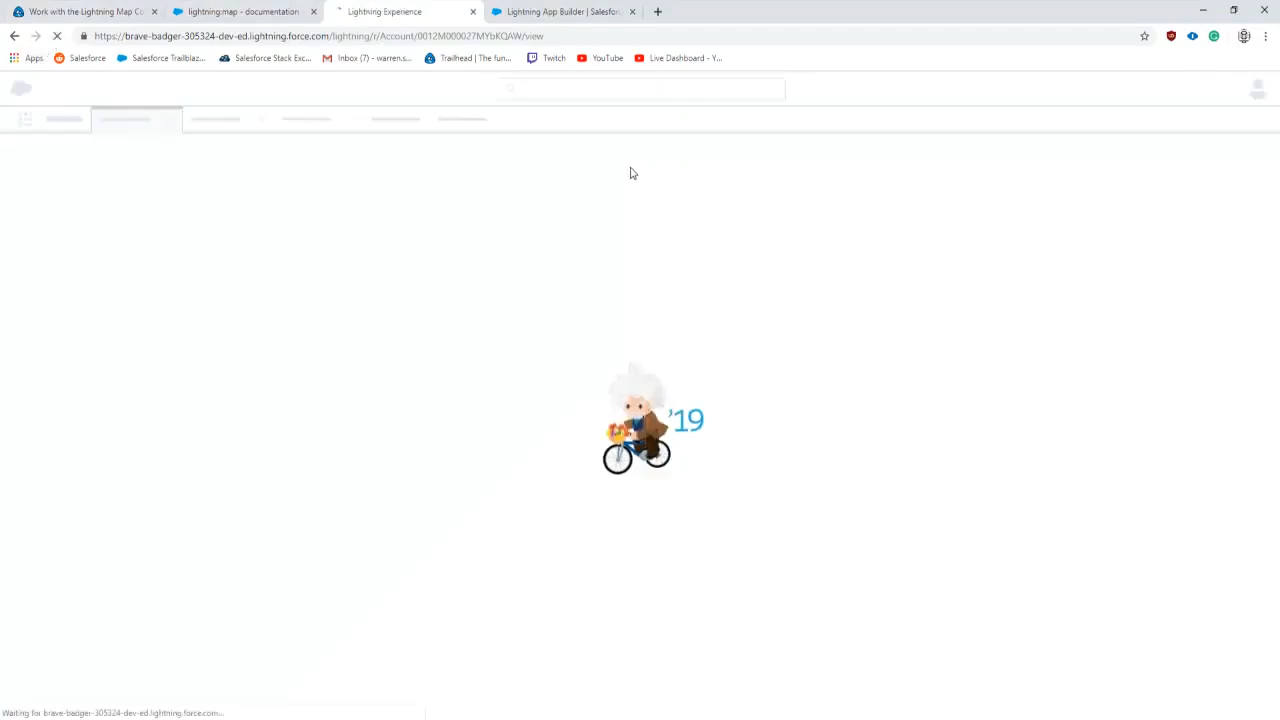 Work with the Lightning Map Co
lightning:map - documentation
Lightning Experience
Lightning App Builder | Salesfor
https://brave-badger-305324-dev-ed.lightning.force.com/lightning/r/Account/0012M000027MYbKQAW/view
Apps
Salesforce
Salesforce Trailblaz...
Salesforce Stack Exc...
Inbox (7) - warren.s...
Trailhead | The fun...
Twitch
YouTube
Live Dashboard - Y...
'19
Waiting for brave-badger-305324-dev-ed.lightning.force.com...